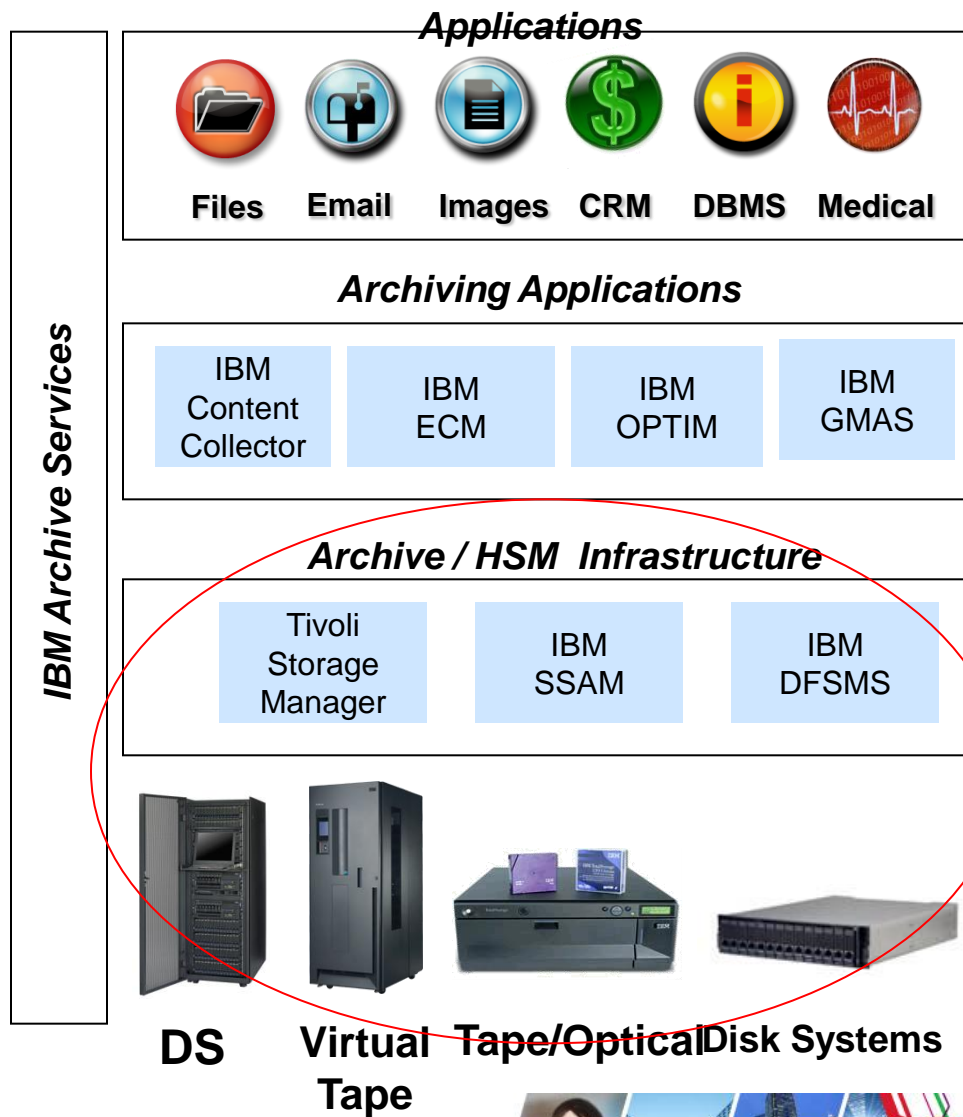 Applications
Files Email Images CRM DBMS Medical
IBM Archive Services
Archiving Applications
IBM
Content
Collector
IBM
ECM
IBM
OPTIM
IBM
GMAS
Archive / HSM Infrastructure
Tivoli
Storage
Manager
IBM
SSAM
IBM
DFSMS
DS
Virtual
Tape
Tape/Optical
Disk Systems